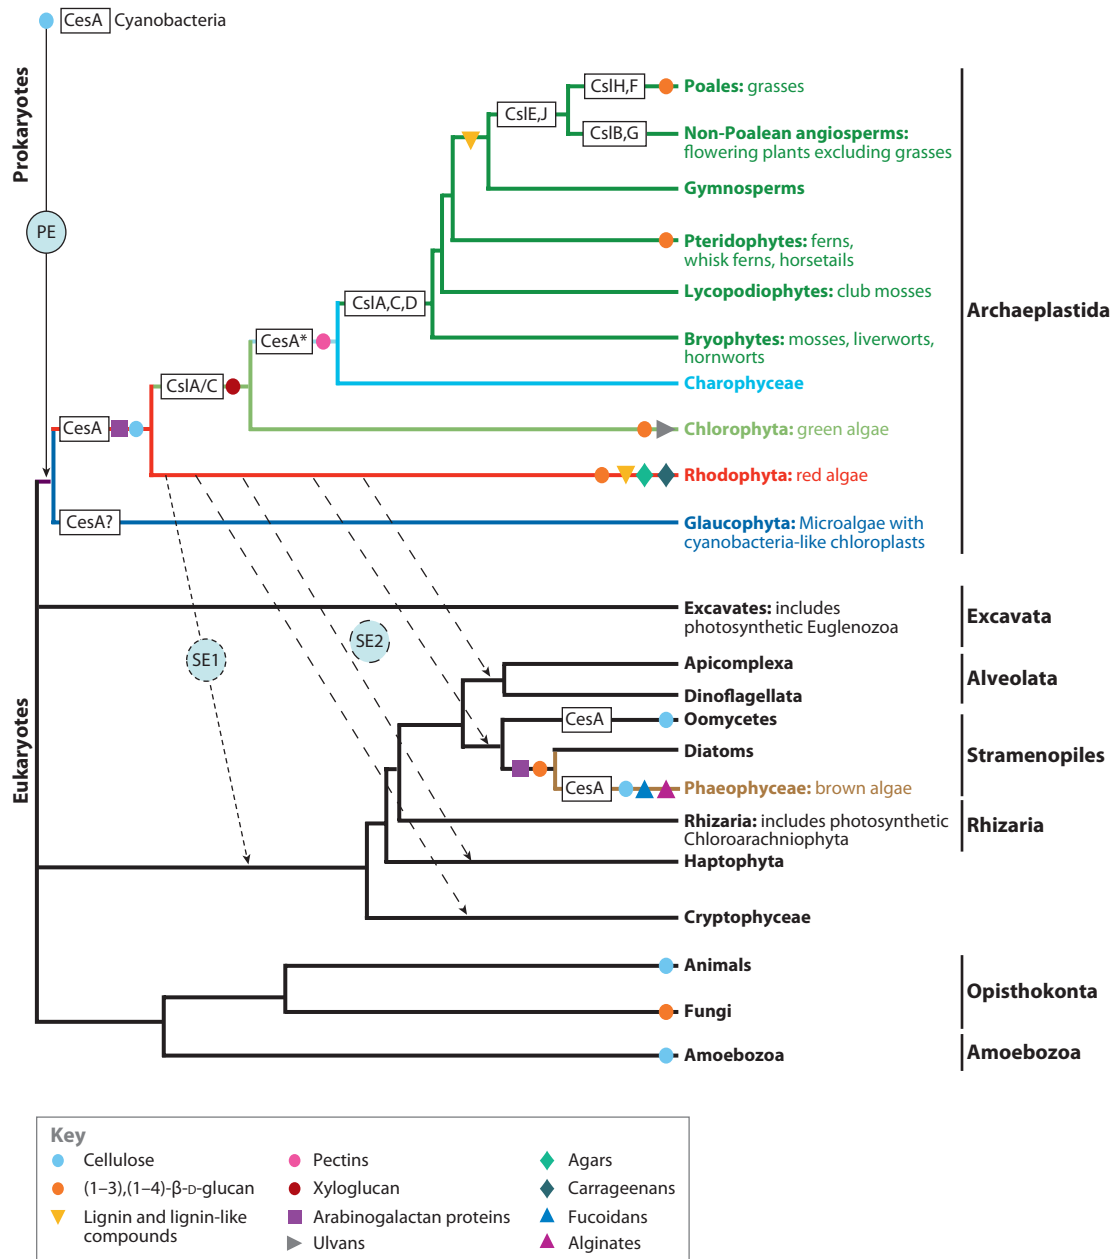 CesA Cyanobacteria
Prokaryotes
PE
CslH,F
Poales: grasses
CslE,J
CslB,G
Non-Poalean angiosperms:
flowering plants excluding grasses
Gymnosperms
Pteridophytes: ferns,
whisk ferns, horsetails
Lycopodiophytes: club mosses
CslA,C,D
Archaeplastida
CesA*
Bryophytes: mosses, liverworts,
hornworts
Charophyceae
CslA/C
CesA
Chlorophyta: green algae
Rhodophyta: red algae
CesA?
Glaucophyta: Microalgae with
cyanobacteria-like chloroplasts
Excavates: includes
photosynthetic Euglenozoa
Excavata
SE1
SE2
Apicomplexa
Alveolata
Dinoflagellata
CesA
Oomycetes
Eukaryotes
Diatoms
Stramenopiles
CesA
Phaeophyceae: brown algae
Rhizaria: includes photosynthetic
Chloroarachniophyta
Rhizaria
Haptophyta
Cryptophyceae
Animals
Opisthokonta
Fungi
Amoebozoa
Amoebozoa
Key
Cellulose
(1–3),(1–4)-β-D-glucan
Lignin and lignin-like
compounds
Pectins
Xyloglucan
Arabinogalactan proteins
Ulvans
Agars
Carrageenans
Fucoidans
Alginates